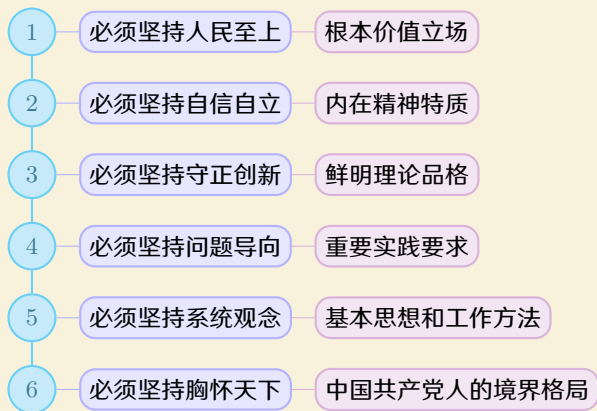 1 必须坚持人民至上 根本价值立场
2 必须坚持自信自立 内在精神特质
3 必须坚持守正创新 鲜明理论品格
4 必须坚持问题导向 重要实践要求
5 必须坚持系统观念 基本思想和工作方法
6 必须坚持胸怀天下 中国共产党人的境界格局